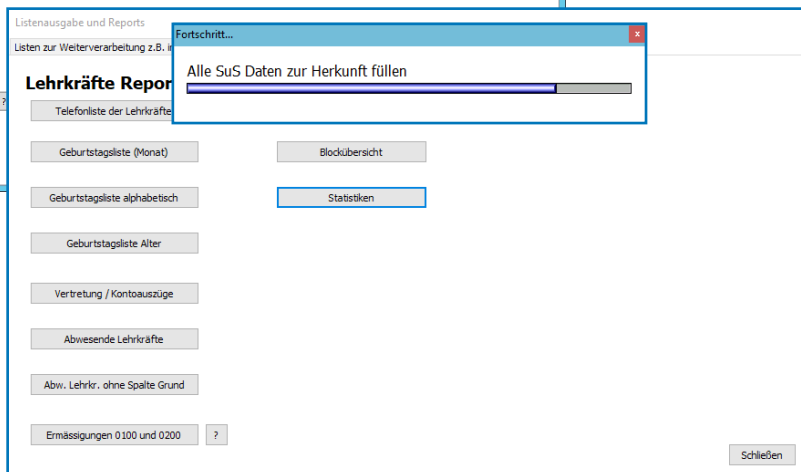 Listenausgabe und Reports
Fortschritt...
x
Listen zur Weiterverarbeitung z.B. i
Alle SuS Daten zur Herkunft füllen
Lehrkräfte Repor
?
Telefonliste der Lehrkräfte
Geburtstagsliste (Monat)
Blockübersicht
Geburtstagsliste alphabetisch
Statistiken
Geburtstagsliste Alter
Vertretung / Kontoauszüge
Abwesende Lehrkräfte
Abw. Lehrkr. ohne Spalte Grund
Ermässigungen 0100 und 0200
?
Schließen